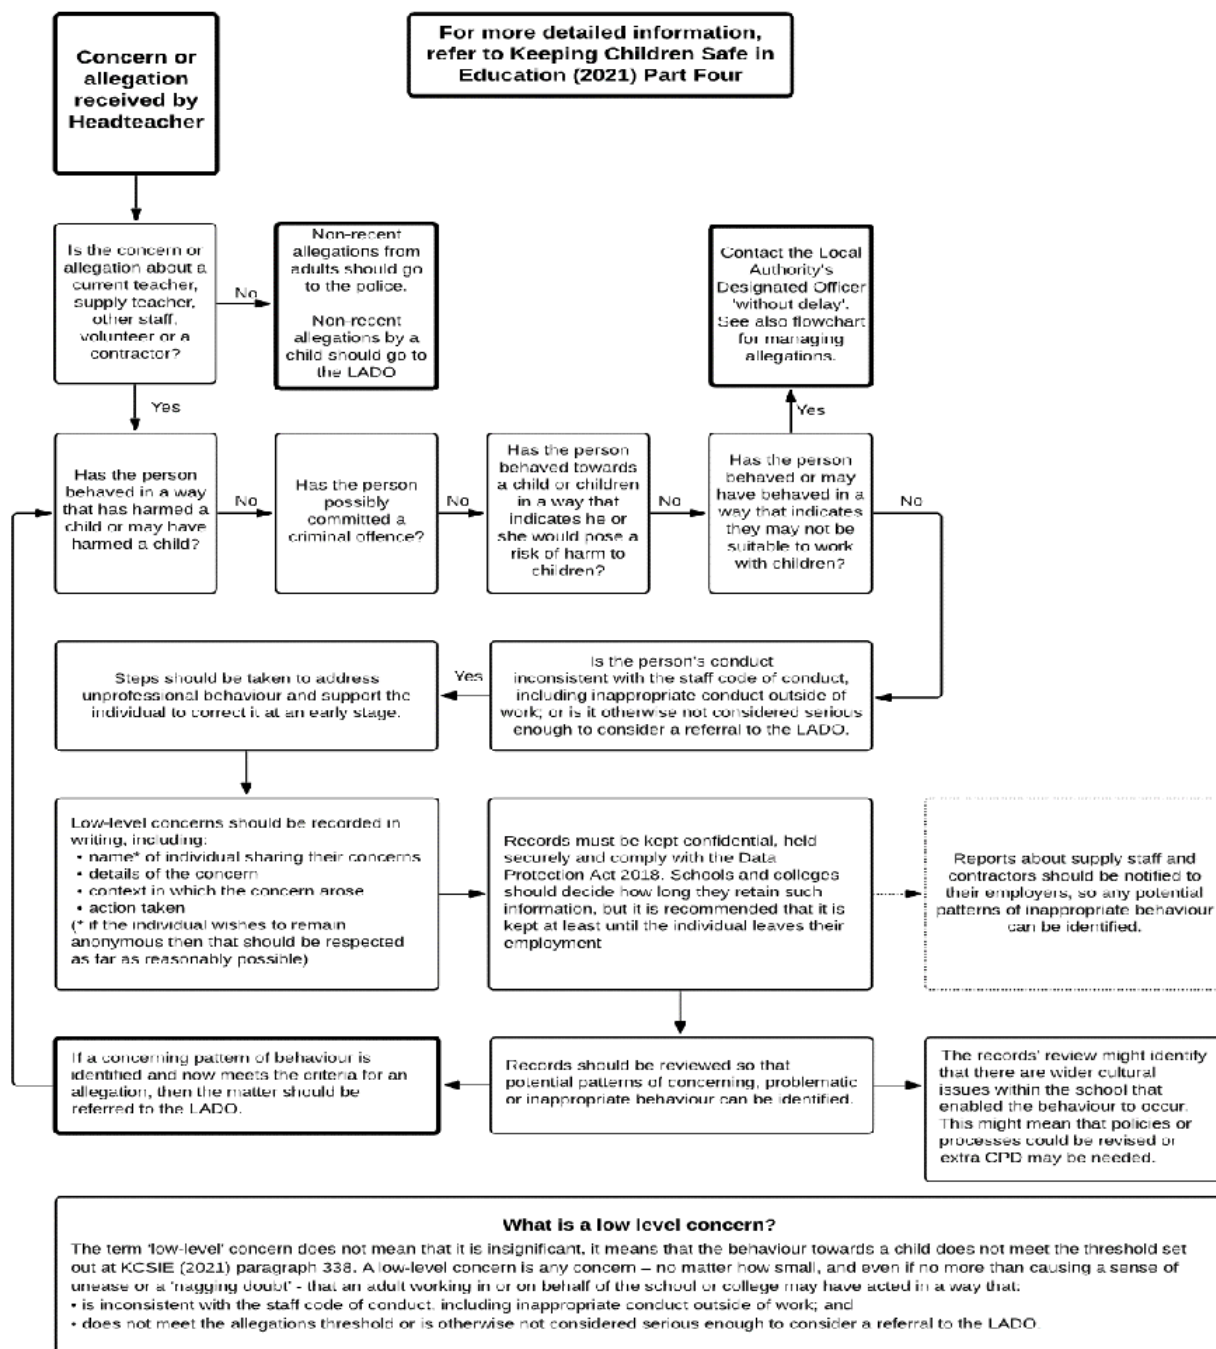 Concern or
allegation
received by
Headteacher
For more detailed information,
refer to Keeping Children Safe in
Education (2021) Part Four
Is the concern or
allegation about a
current teacher,
supply teacher,
other staff,
volunteer or a
contractor?
No
Non-recent
allegations from
adults should go
to the police.
Non-recent
allegations by a
child should go to
the LADO
Contact the Local
Authority's
Designated Officer
'without delay'.
See also flowchart
for managing
allegations.
Yes
Yes
Has the person
behaved in a way
that has harmed a
child or may have
harmed a child?
No
Has the person
possibly
committed a
criminal offence?
No
Has the person
behaved towards
a child or children
in a way that
indicates he or
she would pose a
risk of harm to
children?
No
Has the person
behaved or may
have behaved in a
way that indicates
they may not be
suitable to work
with children?
No
Is the person's conduct
inconsistent with the staff code of conduct,
including inappropriate conduct outside of
work; or is it otherwise not considered serious
enough to consider a referral to the LADO.
Yes
Steps should be taken to address
unprofessional behaviour and support the
individual to correct it at an early stage.
Low-level concerns should be recorded in
writing, including:
• name* of individual sharing their concerns
• details of the concern
• context in which the concern arose
• action taken
(* if the individual wishes to remain
anonymous then that should be respected
as far as reasonably possible)
Records must be kept confidential, held
securely and comply with the Data
Protection Act 2018. Schools and colleges
should decide how long they retain such
information, but it is recommended that it is
kept at least until the individual leaves their
employment
Reports about supply staff and
contractors should be notified to
their employers, so any potential
patterns of inappropriate behaviour
can be identified.
If a concerning pattern of behaviour is
identified and now meets the criteria for an
allegation, then the matter should be
referred to the LADO.
Records should be reviewed so that
potential patterns of concerning, problematic
or inappropriate behaviour can be identified.
The records' review might identify
that there are wider cultural
issues within the school that
enabled the behaviour to occur.
This might mean that policies or
processes could be revised or
extra CPD may be needed.
What is a low level concern?
The term 'low-level' concern does not mean that it is insignificant, it means that the behaviour towards a child does not meet the threshold set
out at KCSIE (2021) paragraph 338. A low-level concern is any concern – no matter how small, and even if no more than causing a sense of
unease or a 'nagging doubt' - that an adult working in or on behalf of the school or college may have acted in a way that:
• is inconsistent with the staff code of conduct, including inappropriate conduct outside of work; and
• does not meet the allegations threshold or is otherwise not considered serious enough to consider a referral to the LADO.